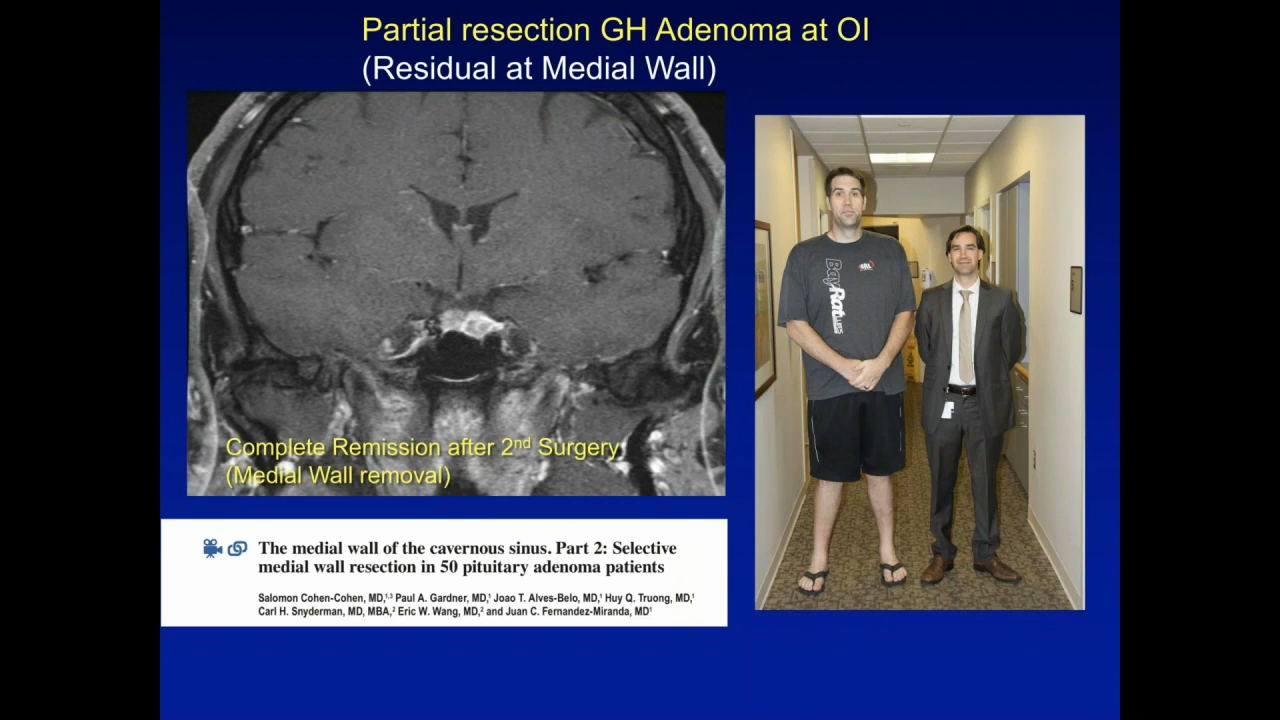 Partial resection GH Adenoma at OI
(Residual at Medial Wall)
Complete Remission after 2nd Surgery
(Medial Wall removal)
BayRat
The medial wall of the cavernous sinus. Part 2: Selective
medial wall resection in 50 pituitary adenoma patients
Salomon Cohen-Cohen, MD,1,3 Paul A. Gardner, MD,1 Joao T. Alves-Belo, MD,1 Huy Q. Truong, MD,1
Carl H. Snyderman, MD, MBA,2 Eric W. Wang, MD,2 and Juan C. Fernandez-Miranda, MD1